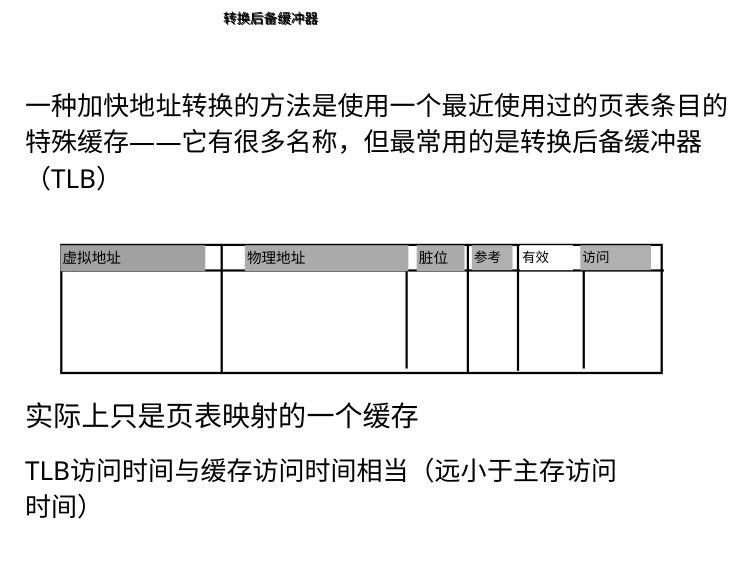 转换后备缓冲器
一种加快地址转换的方法是使用一个最近使用过的页表条目的
特殊缓存——它有很多名称，但最常用的是转换后备缓冲器
（TLB）
虚拟地址 物理地址 脏位 参考 有效 访问
实际上只是页表映射的一个缓存
TLB访问时间与缓存访问时间相当（远小于主存访问
时间）